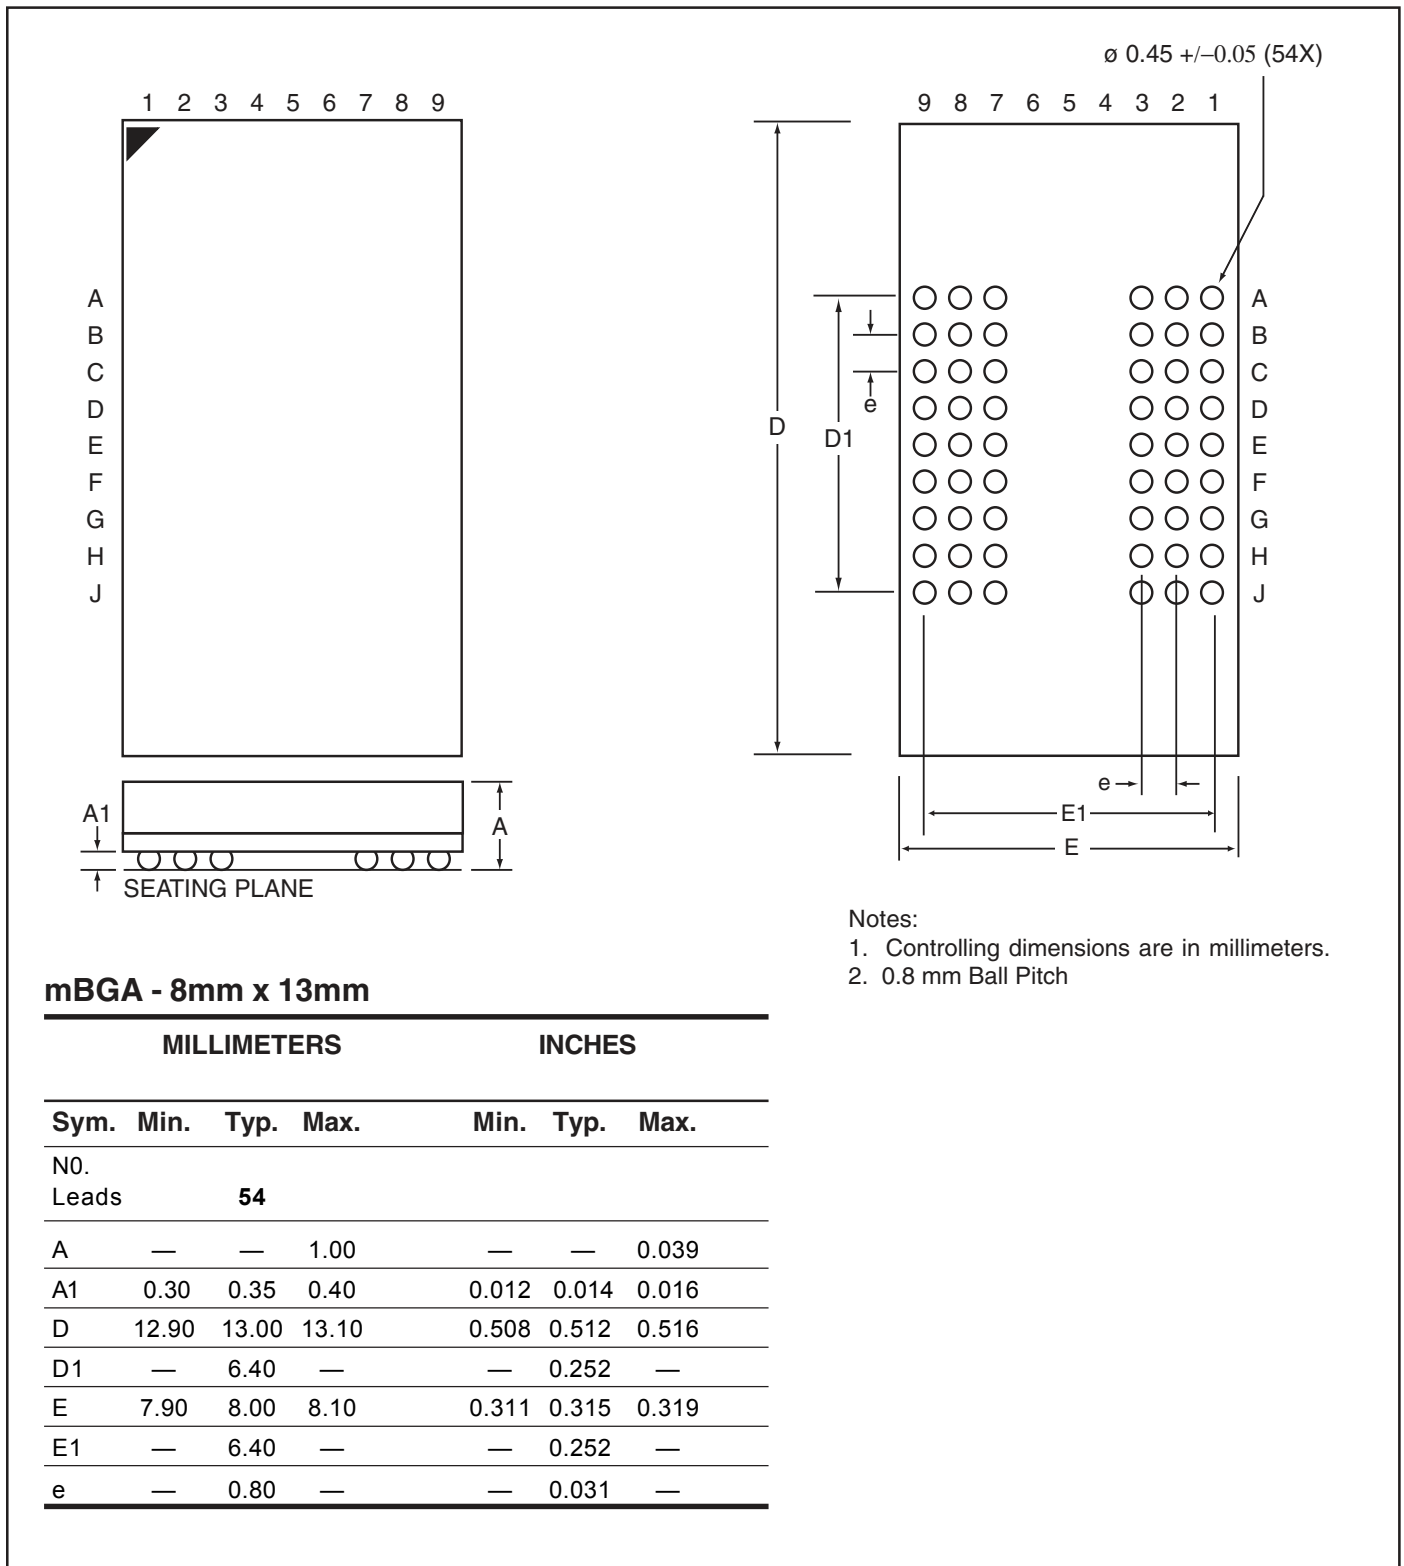 ø 0.45 +/–0.05 (54X)
1 2 3 4 5 6 7 8 9
9 8 7 6 5 4 3 2 1
A
B
C
D
E
F
G
H
J
D
D1
e
A
B
C
D
E
F
G
H
J
e
E1
E
A1
A
SEATING PLANE
Notes:
1. Controlling dimensions are in millimeters.
2. 0.8 mm Ball Pitch
mBGA - 8mm x 13mm
MILLIMETERS INCHES
Sym. Min. Typ. Max. Min. Typ. Max.
N0.
Leads 54
A — — 1.00 — — 0.039
A1 0.30 0.35 0.40 0.012 0.014 0.016
D 12.90 13.00 13.10 0.508 0.512 0.516
D1 — 6.40 — — 0.252 —
E 7.90 8.00 8.10 0.311 0.315 0.319
E1 — 6.40 — — 0.252 —
e — 0.80 — — 0.031 —